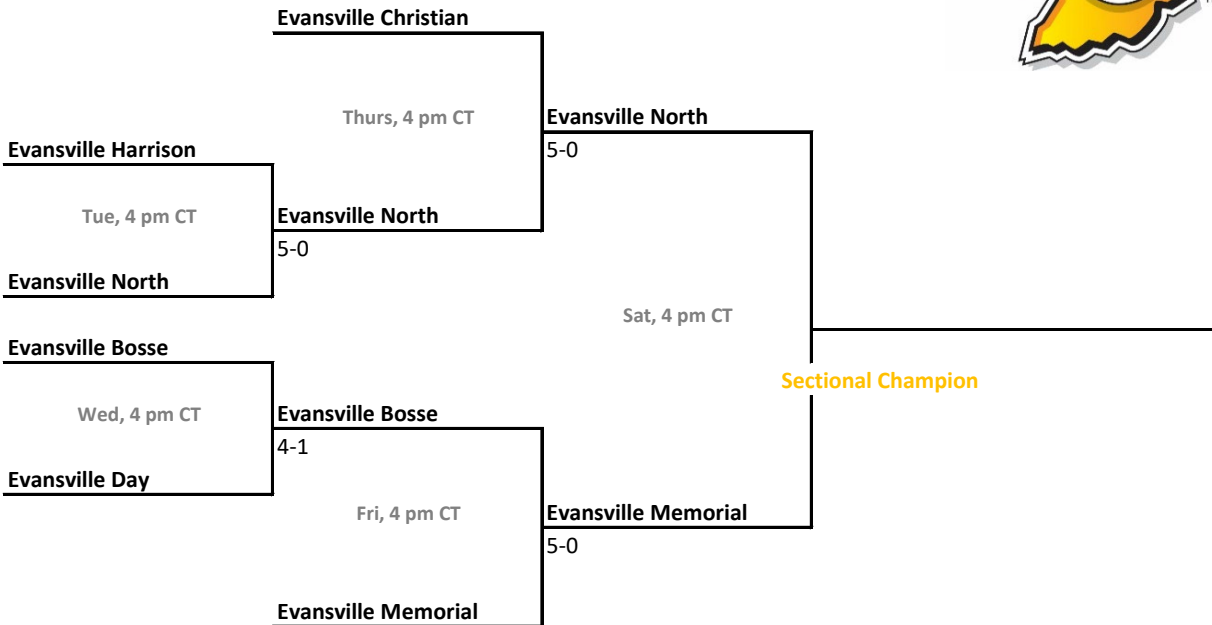 Evansville Christian
Thurs, 4 pm CT
Evansville North
Evansville Harrison
5-0
Tue, 4 pm CT
Evansville North
5-0
Evansville North
Sat, 4 pm CT
Evansville Bosse
Sectional Champion
Wed, 4 pm CT
Evansville Bosse
4-1
Evansville Day
Fri, 4 pm CT
Evansville Memorial
5-0
Evansville Memorial